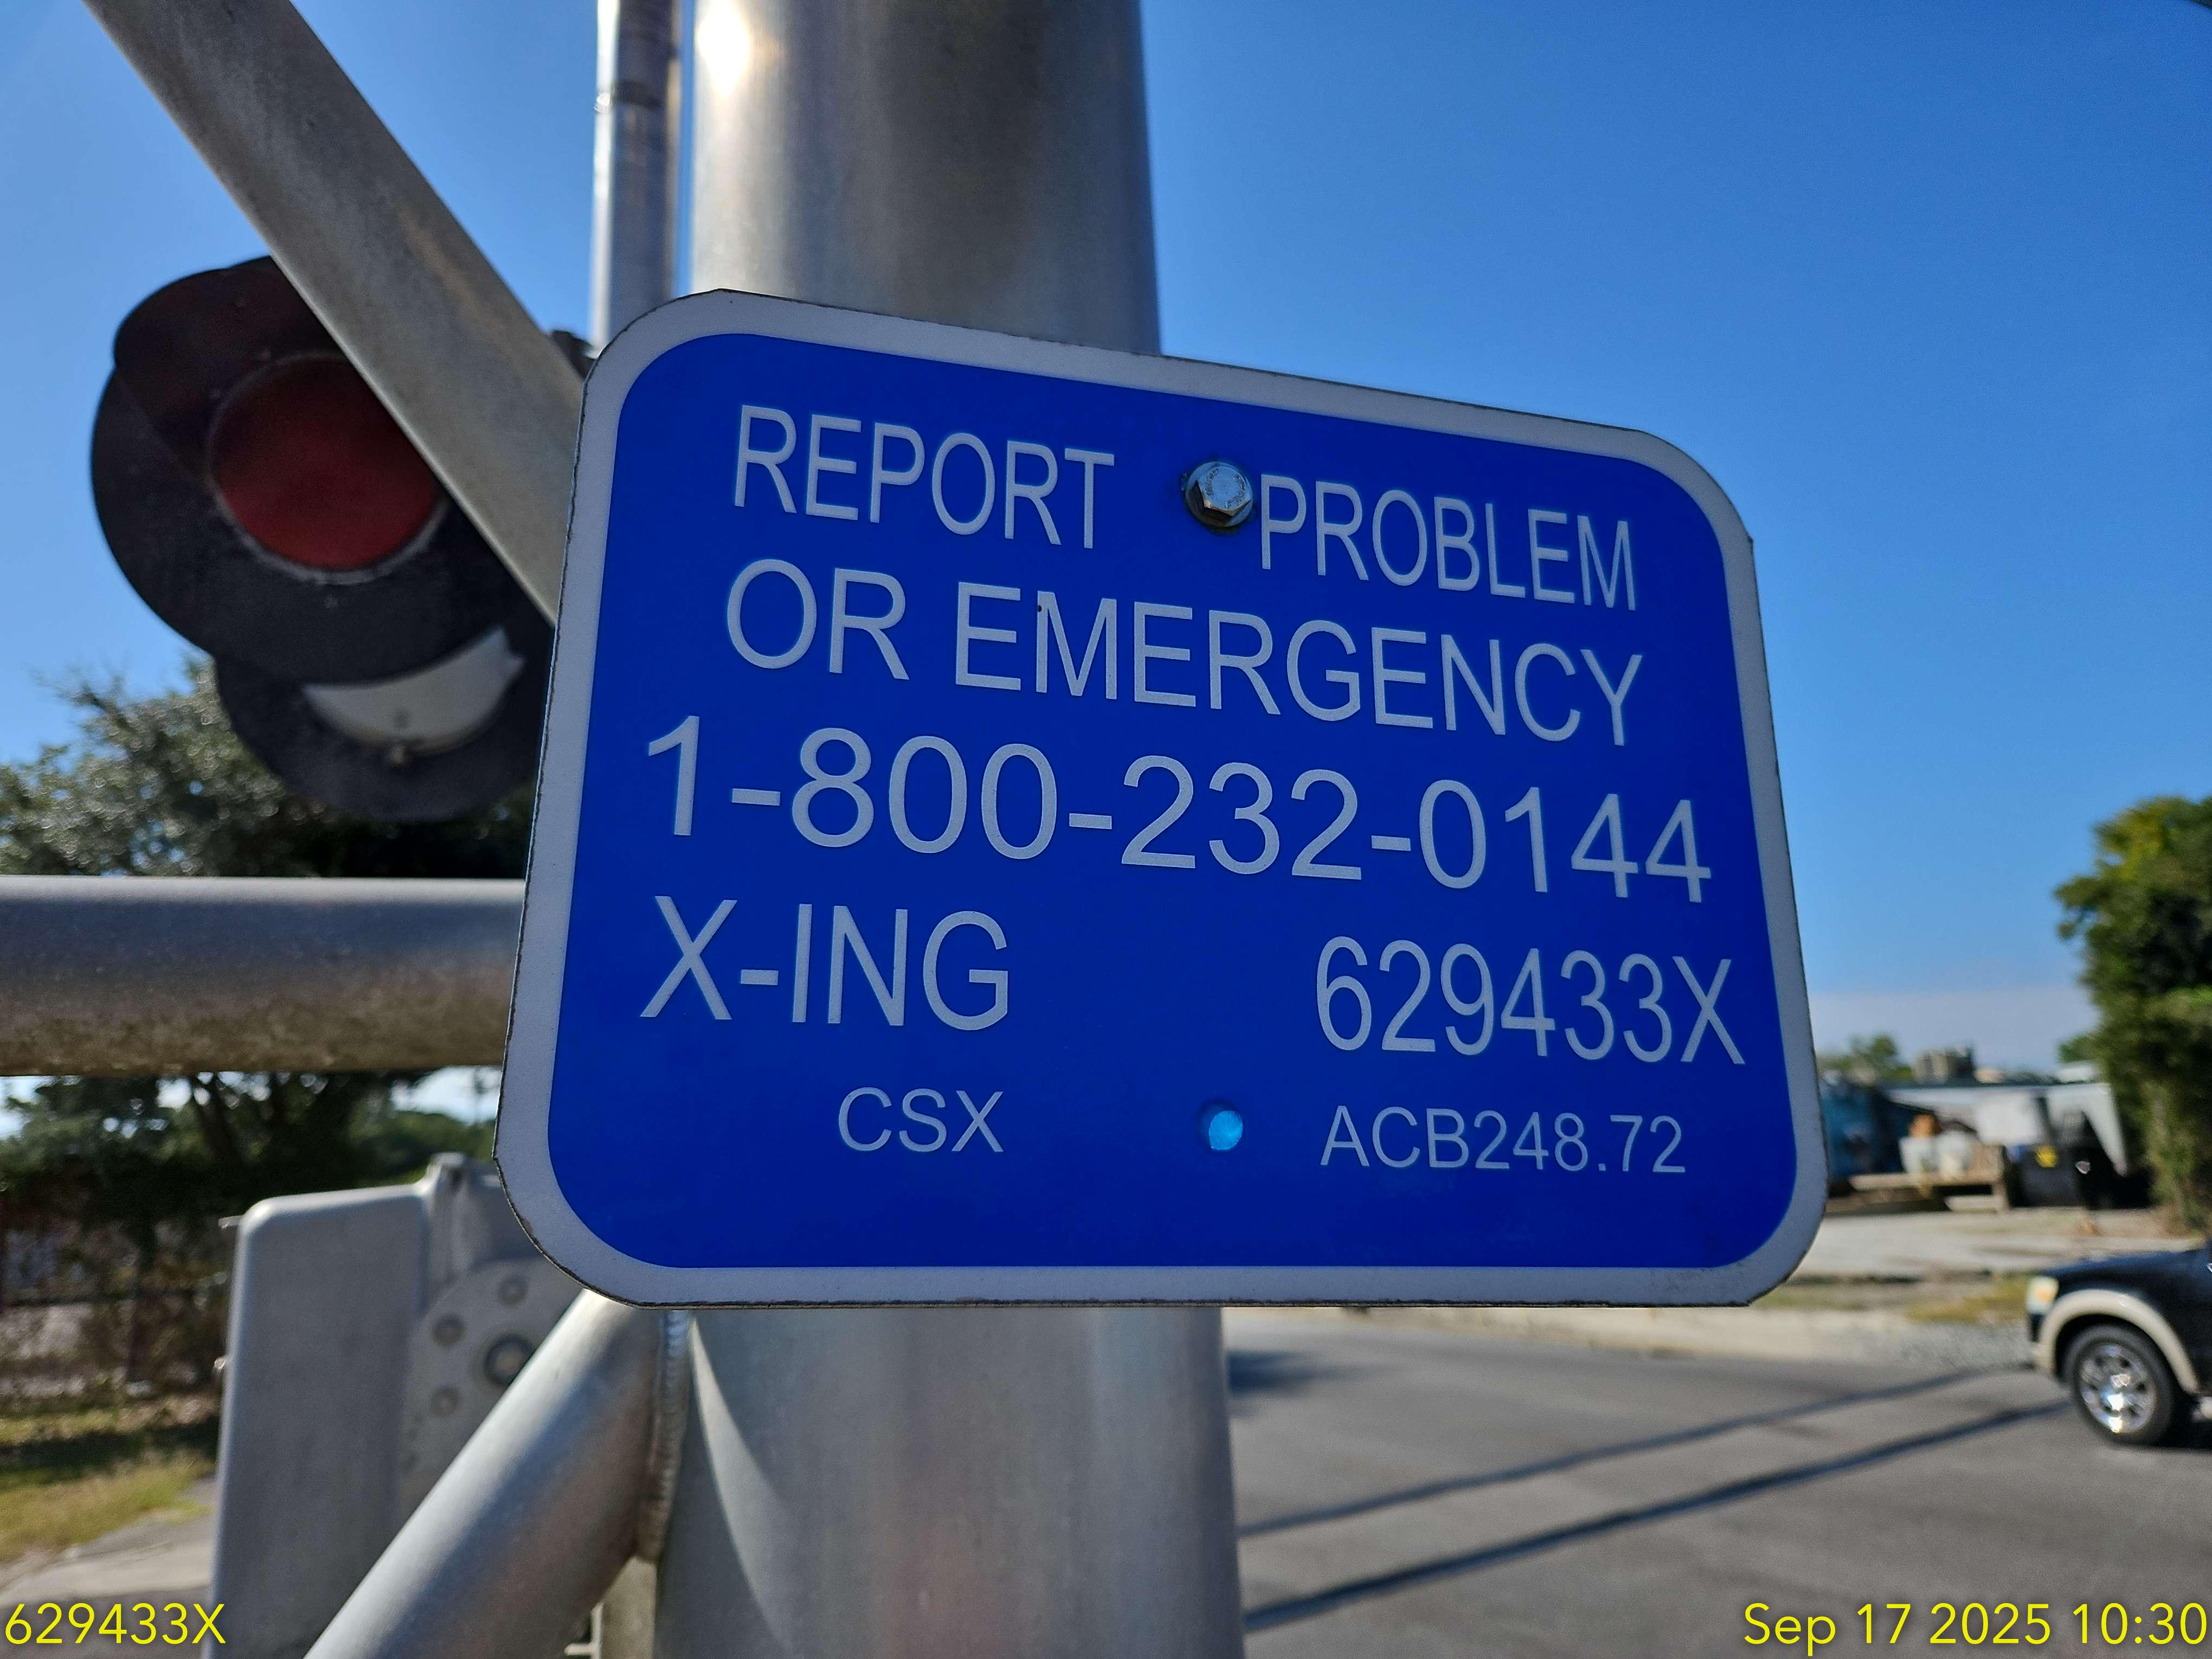 REPORT PROBLEM
OR EMERGENCY
1-800-232-0144
X-ING 629433X
CSX ACB248.72
629433X
Sep 17 2025 10:30